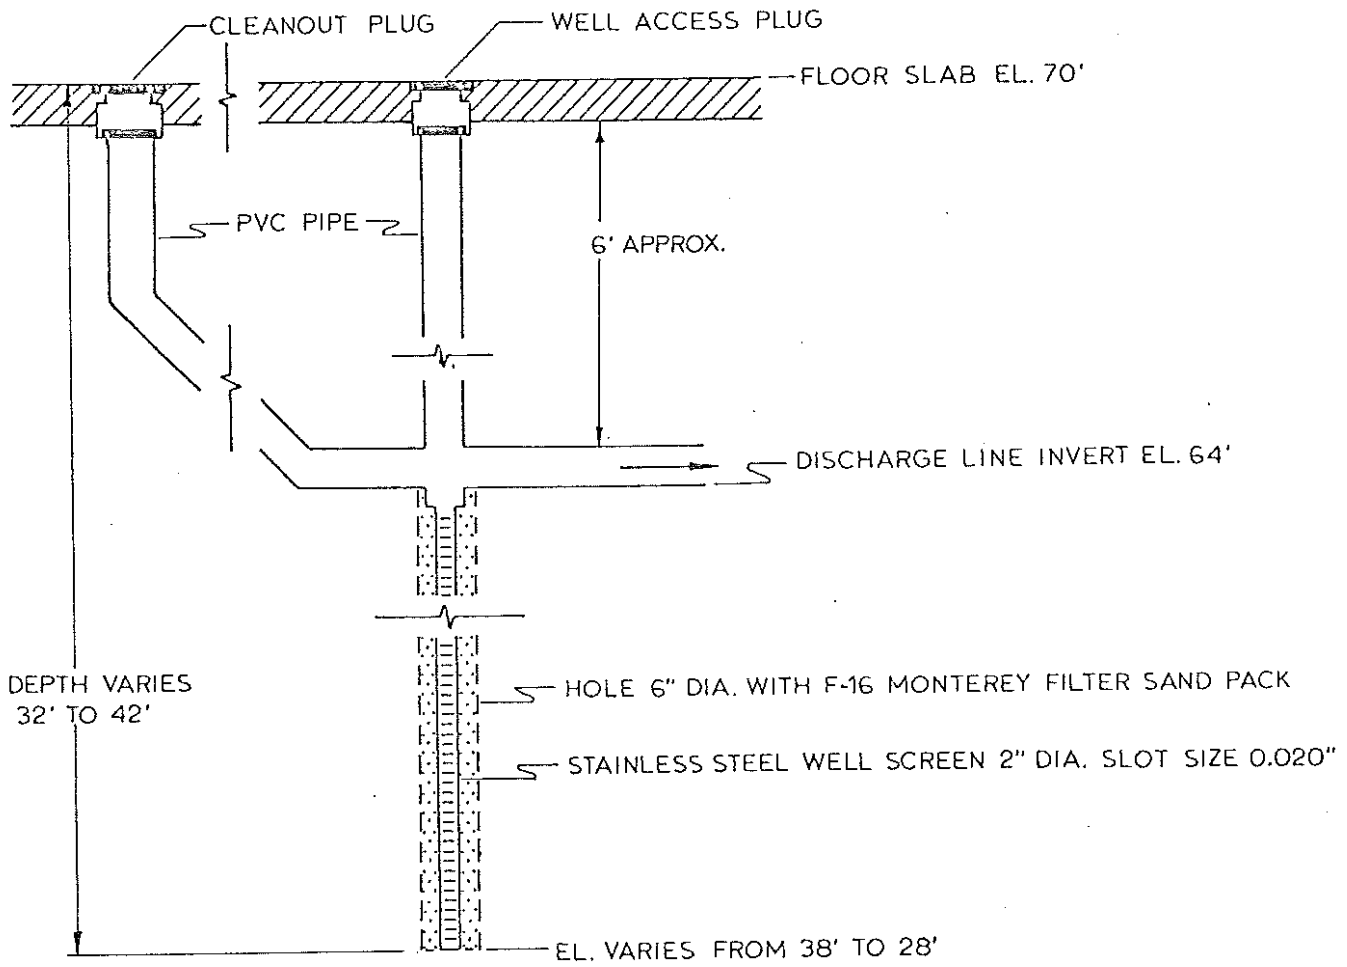 CLEANOUT PLUG
WELL ACCESS PLUG
FLOOR SLAB EL. 70'
PVC PIPE
6' APPROX.
DISCHARGE LINE INVERT EL. 64'
DEPTH VARIES
32' TO 42'
HOLE 6" DIA. WITH F-16 MONTEREY FILTER SAND PACK
STAINLESS STEEL WELL SCREEN 2" DIA. SLOT SIZE 0.020"
EL. VARIES FROM 38' TO 28'